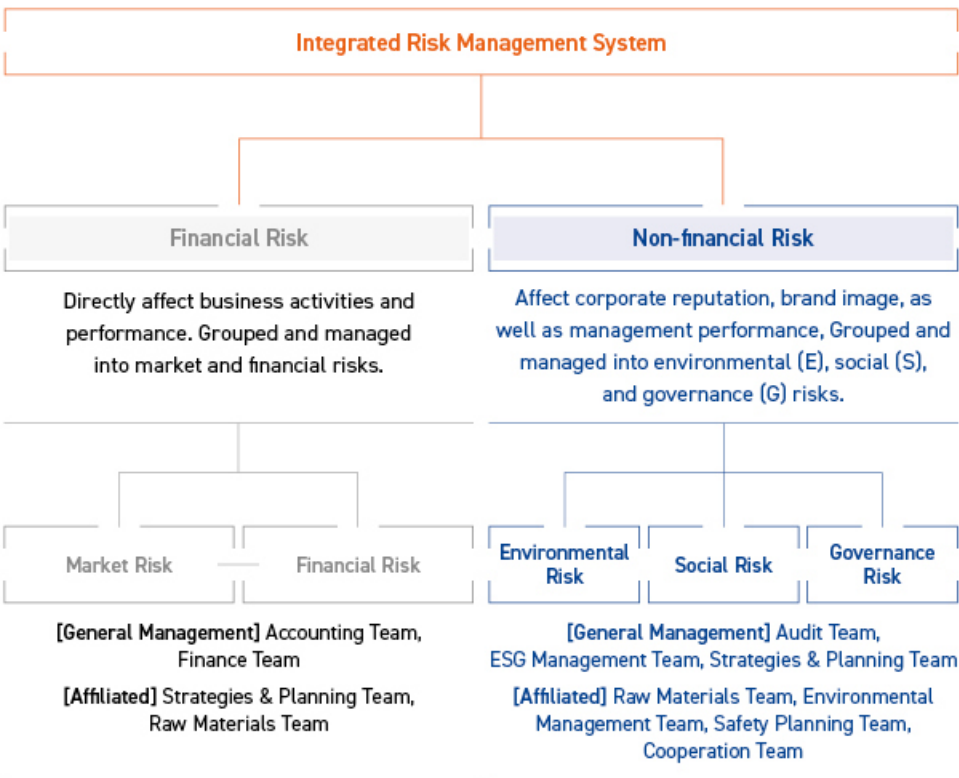 Integrated Risk Management System
Financial Risk
Directly affect business activities and
performance. Grouped and managed
into market and financial risks.
Market Risk
Financial Risk
[General Management] Accounting Team,
Finance Team
[Affiliated] Strategies & Planning Team,
Raw Materials Team
Non-financial Risk
Affect corporate reputation, brand image, as
well as management performance, Grouped and
managed into environmental (E), social (S),
and governance (G) risks.
Environmental
Risk
Social Risk
Governance
Risk
[General Management] Audit Team,
ESG Management Team, Strategies & Planning Team
[Affiliated] Raw Materials Team, Environmental
Management Team, Safety Planning Team,
Cooperation Team